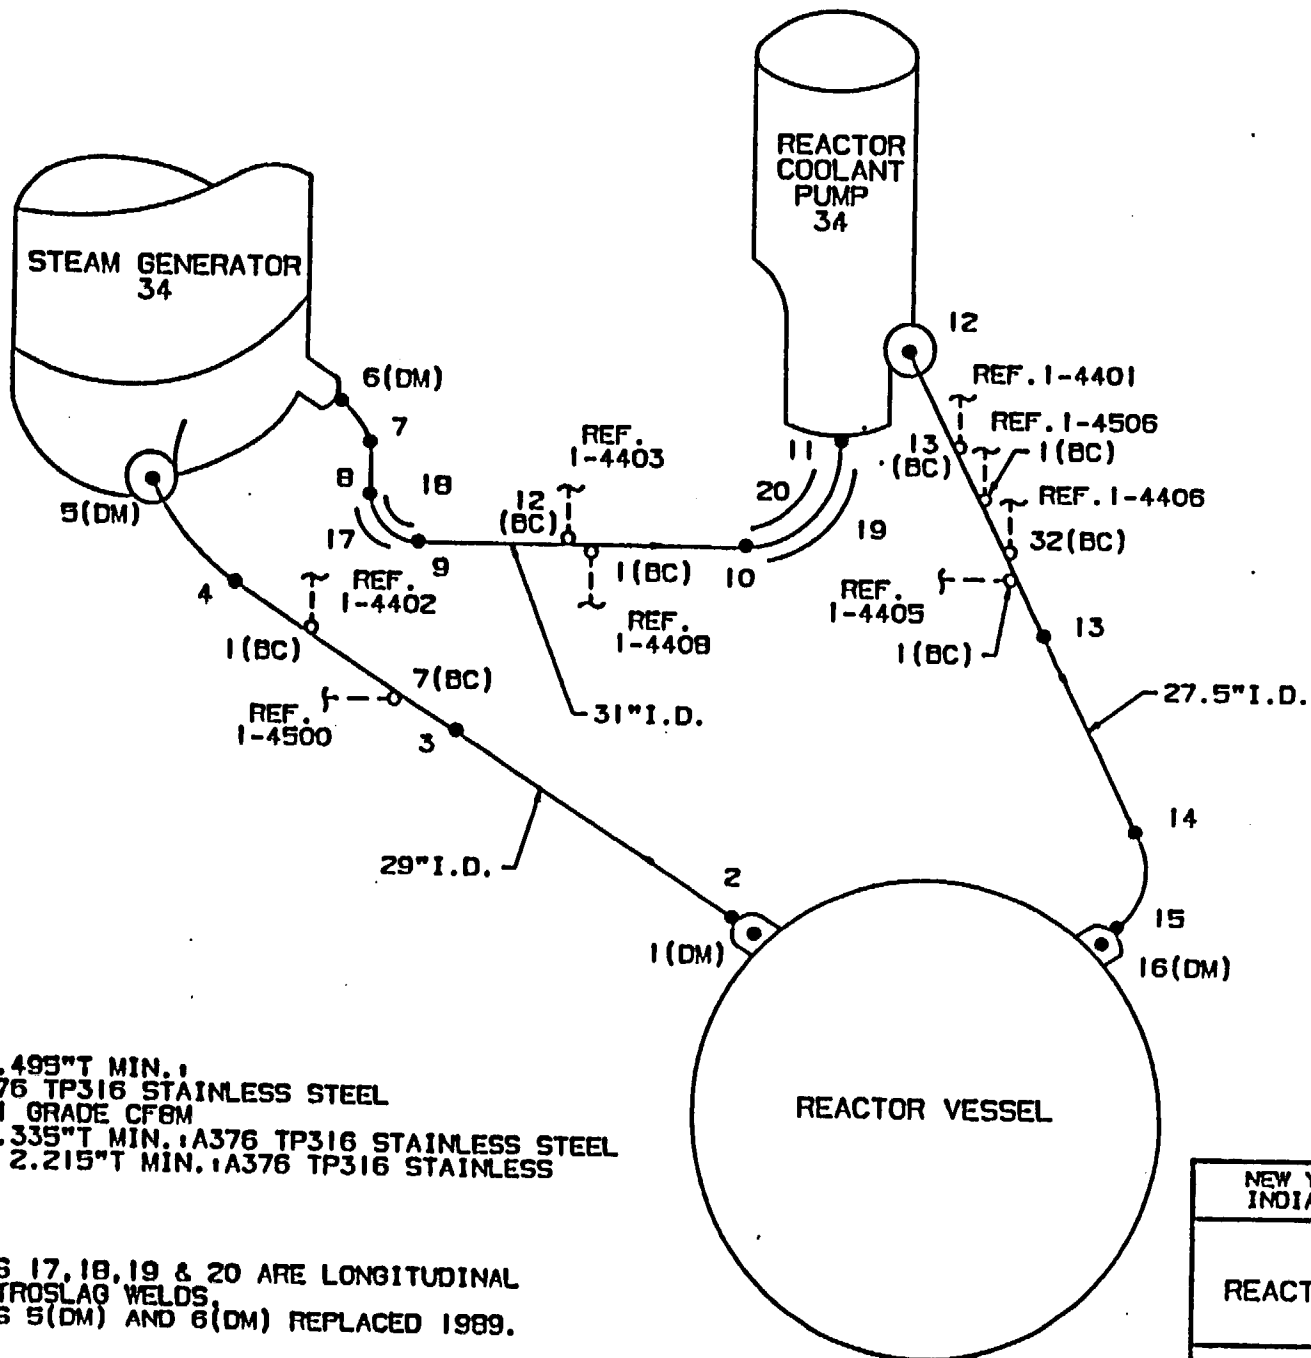 REACTOR
COOLANT
PUMP
34
STEAM GENERATOR
34
12
6(DM)
REF. 1-4401
7
REF.
1-4403
11
13
(BC)
REF. 1-4506
1(BC)
8
18
12
(BC)
20
REF. 1-4406
5(DM)
17
19
32(BC)
9
1(BC)
10
4
REF.
1-4402
REF.
1-4405
REF.
1-4408
13
1(BC)
1(BC)
7(BC)
27.5"I.D.
REF.
1-4500
31"I.D.
3
14
29"I.D.
2
15
1(DM)
16(DM)
.495"T MIN.;
76 TP316 STAINLESS STEEL
1 GRADE CF8M
.335"T MIN.;A376 TP316 STAINLESS STEEL
2.215"T MIN.;A376 TP316 STAINLESS
REACTOR VESSEL
NEW Y
INDIA
S 17,18,19 & 20 ARE LONGITUDINAL
TROSLAG WELDS.
S 5(DM) AND 6(DM) REPLACED 1989.
REACT